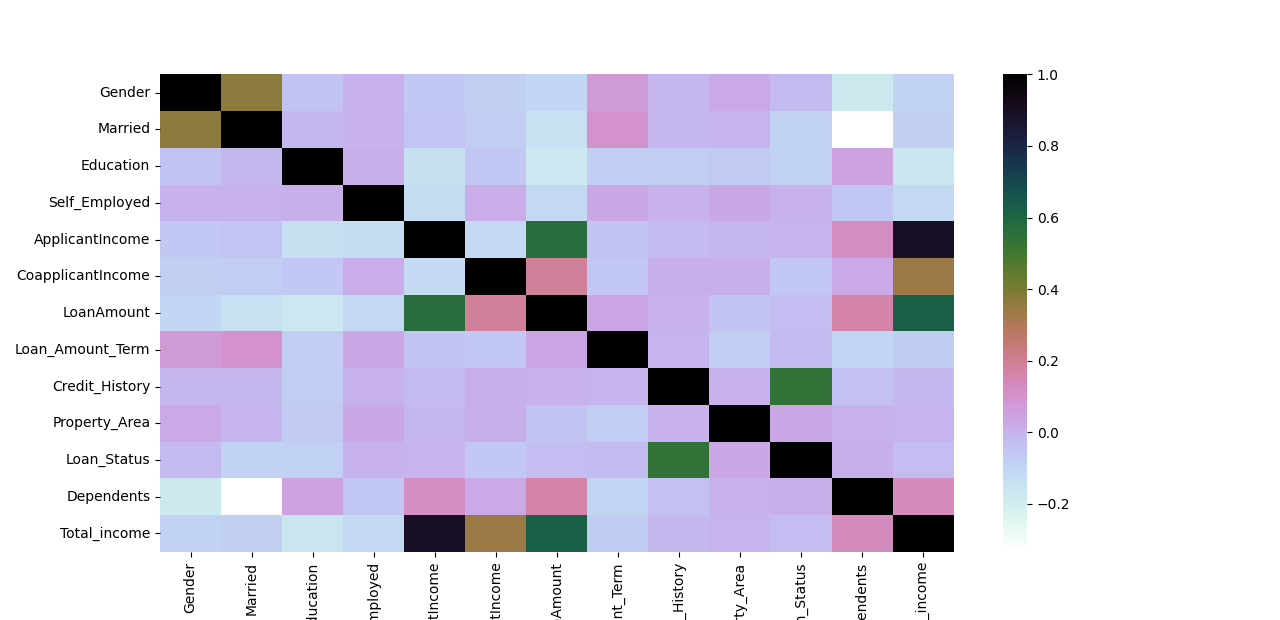 Gender
Married
Education
Self_Employed
ApplicantIncome
CoapplicantIncome
LoanAmount
Loan_Amount_Term
Credit_History
Property_Area
Loan_Status
Dependents
Total_income
1.0
0.8
0.6
0.4
0.2
0.0
−0.2
Gender
Married
ducation
mployed
tIncome
tIncome
Amount
nt_Term
_History
ty_Area
_Status
endents
_income